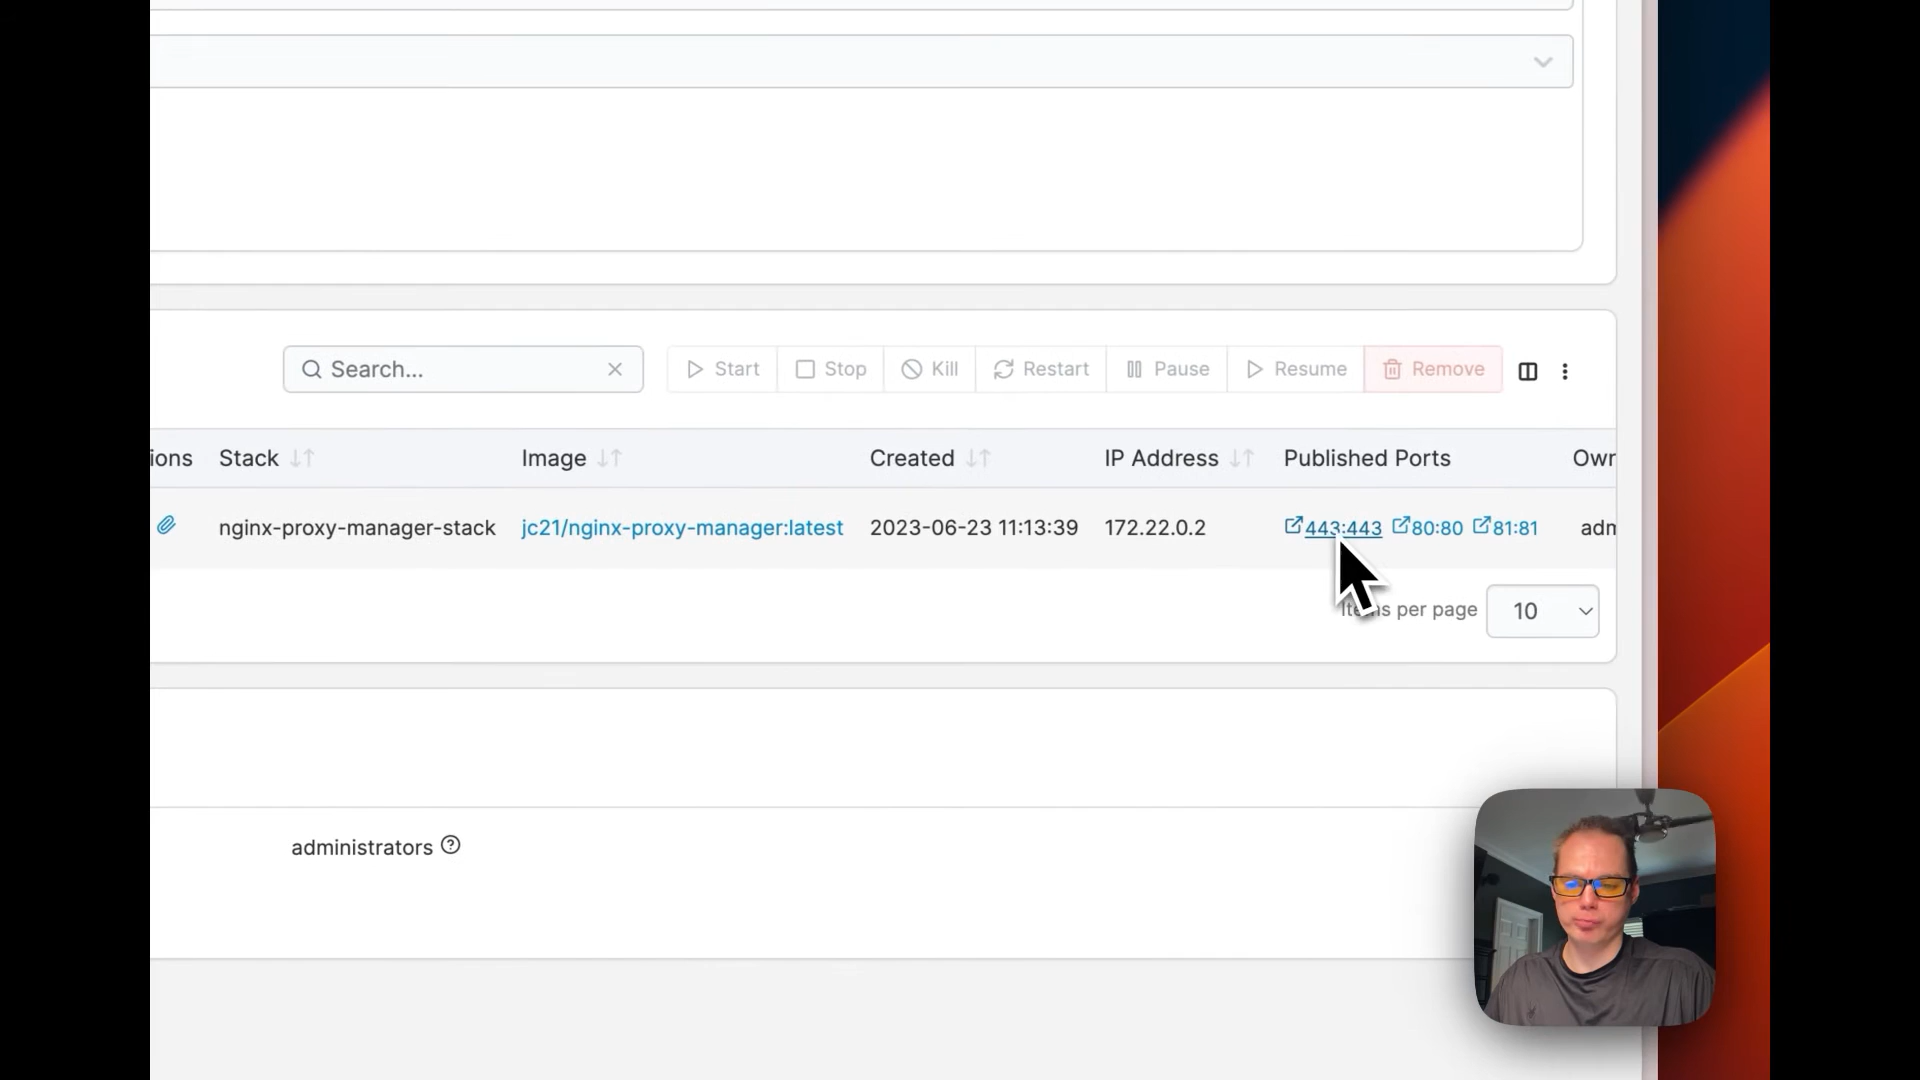 Search... Start Stop Kill Restart Pause Resume Remove
ions Stack Image Created IP Address Published Ports Owr
nginx-proxy-manager-stack jc21/nginx-proxy-manager:latest 2023-06-23 11:13:39 172.22.0.2 443:443 80:80 81:81 adm
Items per page 10
administrators